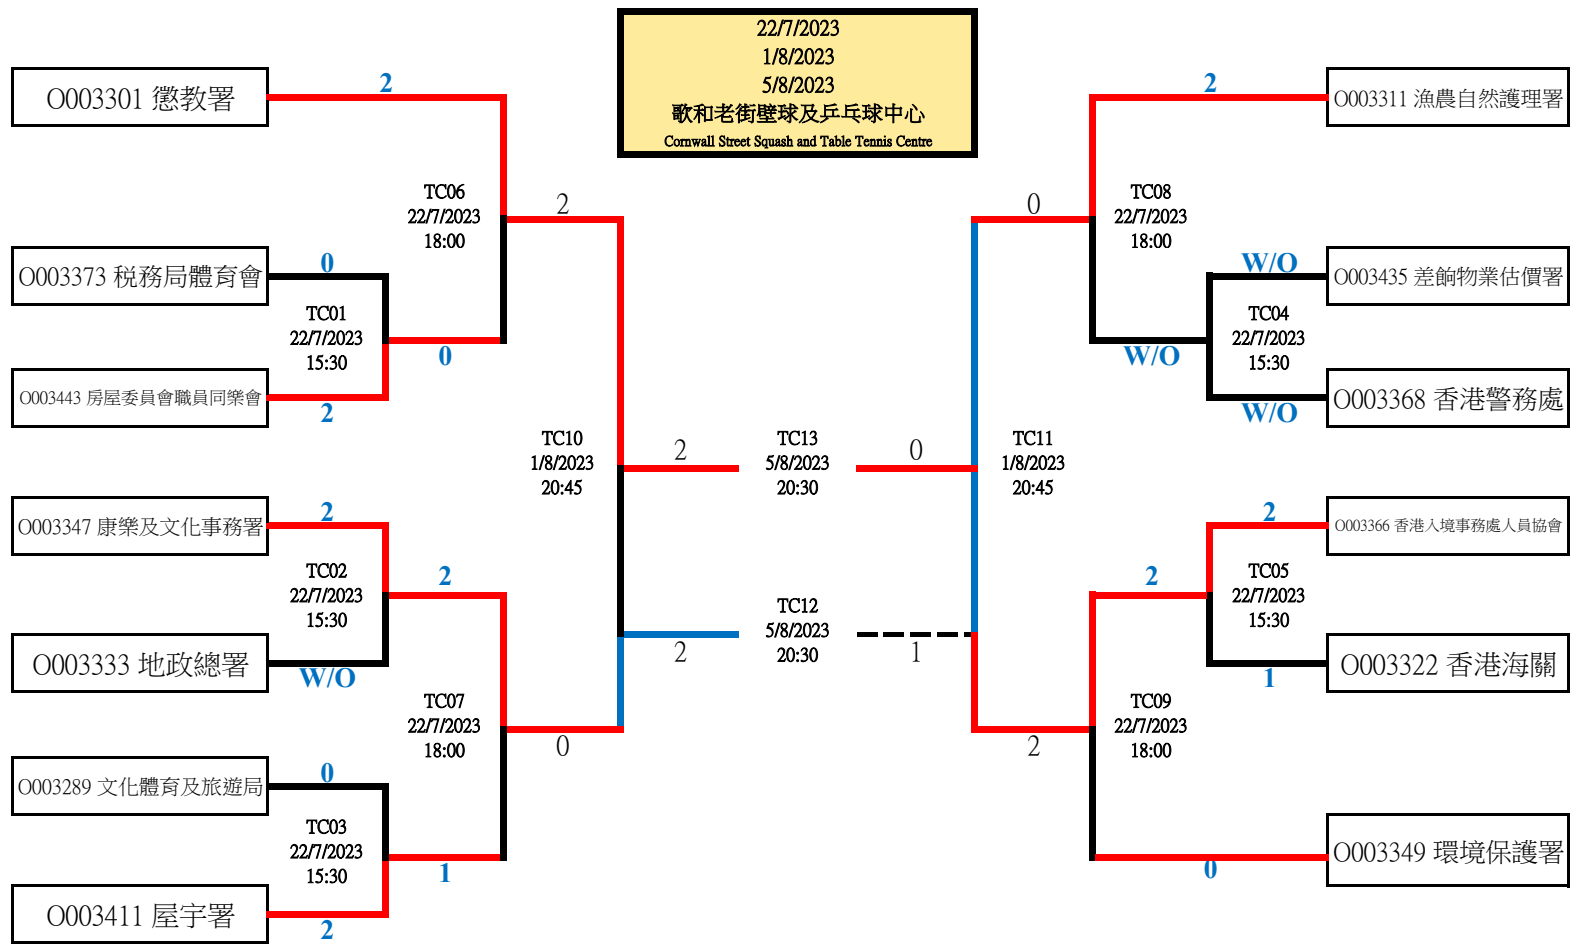 22/7/2023
1/8/2023
5/8/2023
歌和老街壁球及乒乓球中心
Cornwall Street Squash and Table Tennis Centre
O003301 懲教署
2
TC06
22/7/2023
18:00
2
O003373 税務局體育會
0
TC01
22/7/2023
15:30
0
O003443 房屋委員會職員同樂會
2
TC10
1/8/2023
20:45
2
O003347 康樂及文化事務署
2
TC02
22/7/2023
15:30
2
O003333 地政總署
W/O
TC07
22/7/2023
18:00
0
O003289 文化體育及旅遊局
0
TC03
22/7/2023
15:30
1
O003411 屋宇署
2
TC13
5/8/2023
20:30
0
TC12
5/8/2023
20:30
2
1
2
O003311 漁農自然護理署
0
TC08
22/7/2023
18:00
W/O
O003435 差餉物業估價署
TC04
22/7/2023
15:30
W/O
W/O
O003368 香港警務處
TC11
1/8/2023
20:45
2
O003366 香港入境事務處人員協會
2
TC05
22/7/2023
15:30
1
O003322 香港海關
TC09
22/7/2023
18:00
2
0
O003349 環境保護署